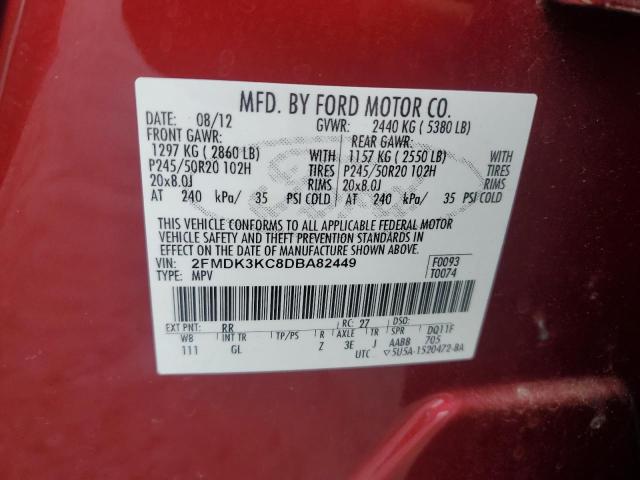 MFD. BY FORD MOTOR CO.
DATE: 08/12 GVWR: 2440 KG ( 5380 LB)
FRONT GAWR: REAR GAWR:
1297 KG ( 2860 LB) WITH 1157 KG ( 2550 LB) WITH
P245/50R20 102H TIRES P245/50R20 102H TIRES
20x8.0J RIMS 20x8.0J RIMS
AT 240 kPa/ 35 PSI COLD AT 240 kPa/ 35 PSI COLD
THIS VEHICLE CONFORMS TO ALL APPLICABLE FEDERAL MOTOR
VEHICLE SAFETY AND THEFT PREVENTION STANDARDS IN
EFFECT ON THE DATE OF MANUFACTURE SHOWN ABOVE.
VIN: 2FMDK3KC8DBA82449 F0093
TYPE: MPV T0074
EXT PNT: RR RC: 27 DQ11F
WB INT TR TP/PS R AXLE TR SPR 705
111 GL Z 3E J AABB
UTC ▽5U5A-1520472-BA